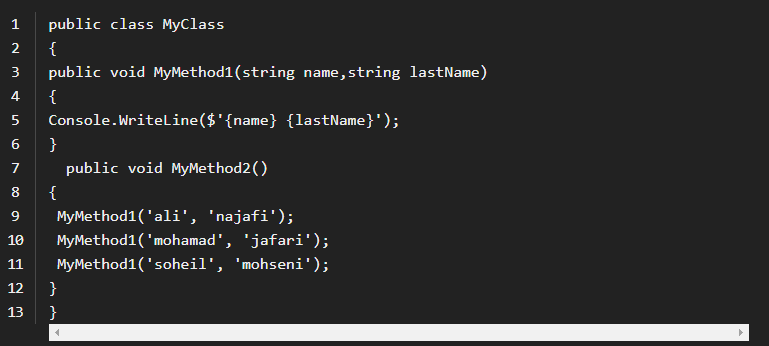 1 public class MyClass
2 {
3 public void MyMethod1(string name,string lastName)
4 {
5 Console.WriteLine($'{name} {lastName}');
6 }
7 public void MyMethod2()
8 {
9 MyMethod1('ali', 'najafi');
10 MyMethod1('mohamad', 'jafari');
11 MyMethod1('soheil', 'mohseni');
12 }
13 }